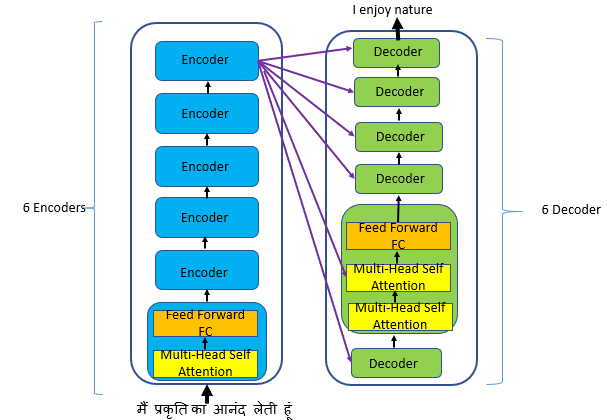 I enjoy nature
6 Encoders
Encoder
Encoder
Encoder
Encoder
Encoder
Feed Forward
FC
Multi-Head Self
Attention
मैं प्रकृति का आनंद लेती हूं
Decoder
Decoder
Decoder
Decoder
Feed Forward
FC
Multi-Head Self
Attention
Multi-Head Self
Attention
Decoder
6 Decoder